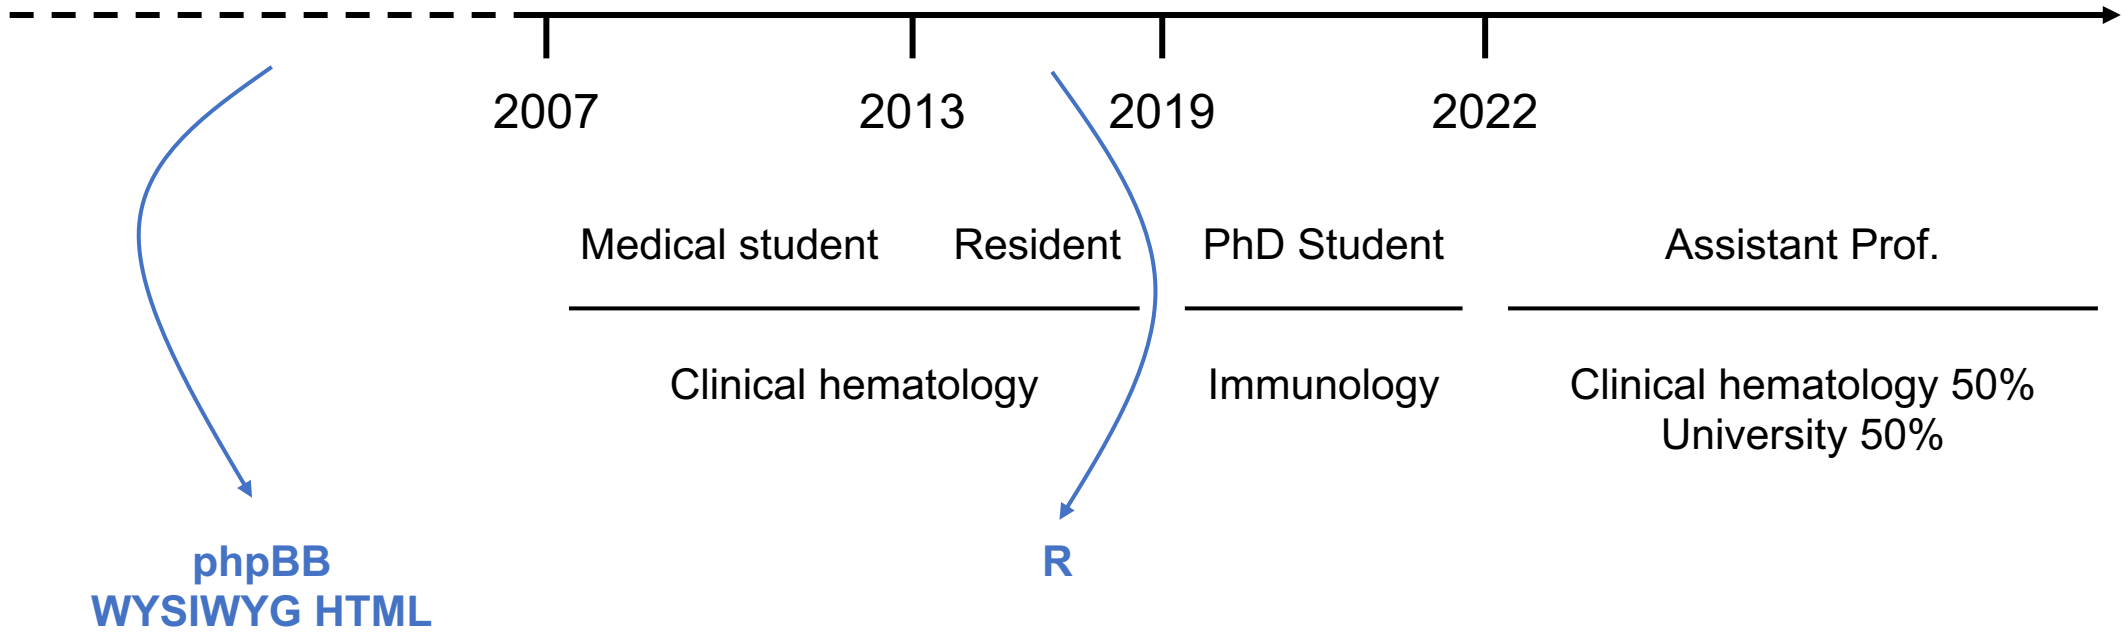 2007 2013 2019 2022
Medical student Resident PhD Student Assistant Prof.
Clinical hematology Immunology Clinical hematology 50%
University 50%
phpBB R
WYSIWYG HTML